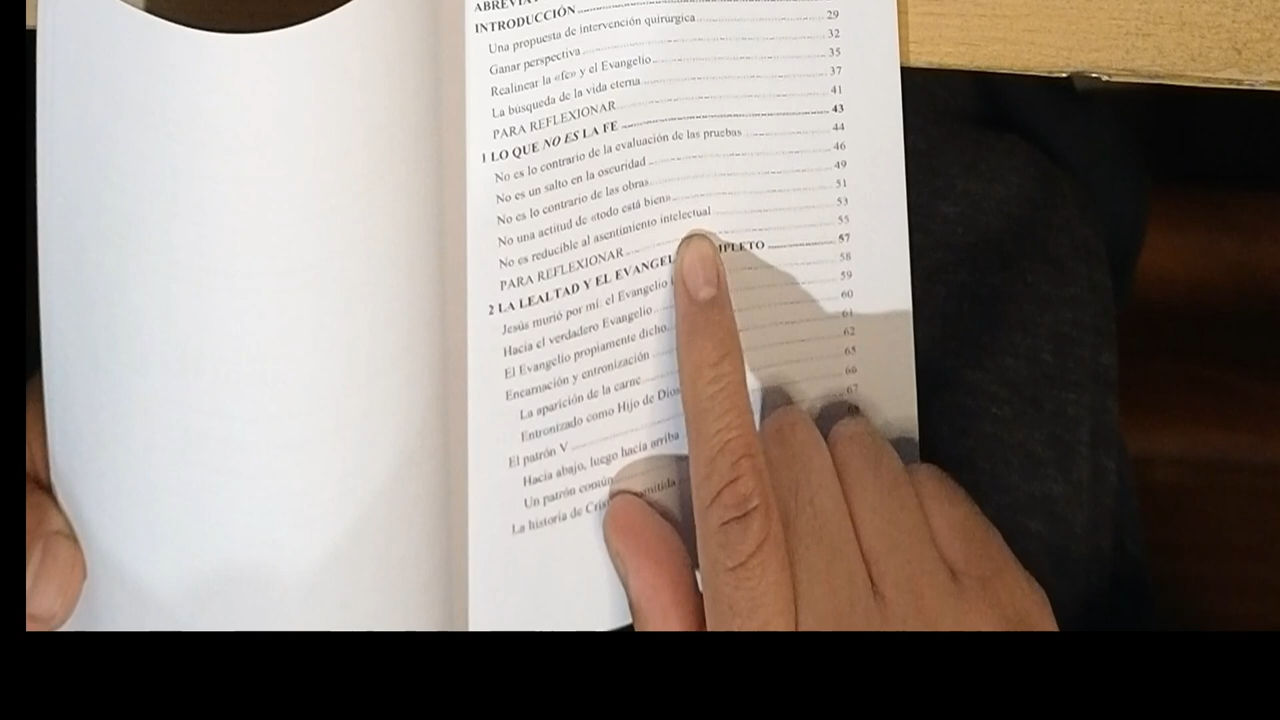 INTRODUCCIÓN
Una propuesta de intervención quirúrgica 29
Ganar perspectiva 32
Realinear la «fe» y el Evangelio 35
La búsqueda de la vida eterna 37
PARA REFLEXIONAR 41
1 LO QUE NO ES LA FE 43
No es lo contrario de la evaluación de las pruebas 44
No es un salto en la oscuridad 46
No es lo contrario de las obras 49
No una actitud de «todo está bien» 51
No es reducible al asentimiento intelectual 53
PARA REFLEXIONAR 55
2 LA LEALTAD Y EL 57
Jesús murió por mí: el Evangelio 58
Hacia el verdadero Evangelio 59
El Evangelio propiamente dicho 60
Encarnación y entronización 61
La aparición de la carne 62
Entronizado como Hijo de Dios 65
El patrón V 66
Hacia abajo, luego hacia arriba 67
Un patrón común
La historia de